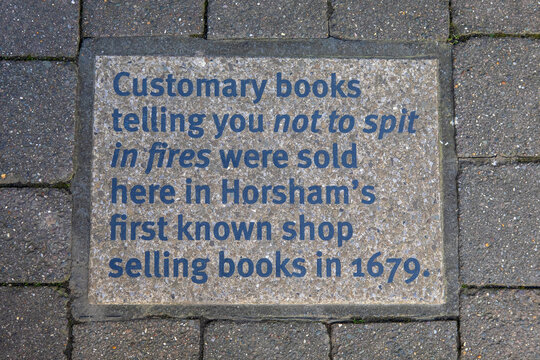 Customary books
telling you not to spit
in fires were sold
here in Horsham's
first known shop
selling books in 1679.